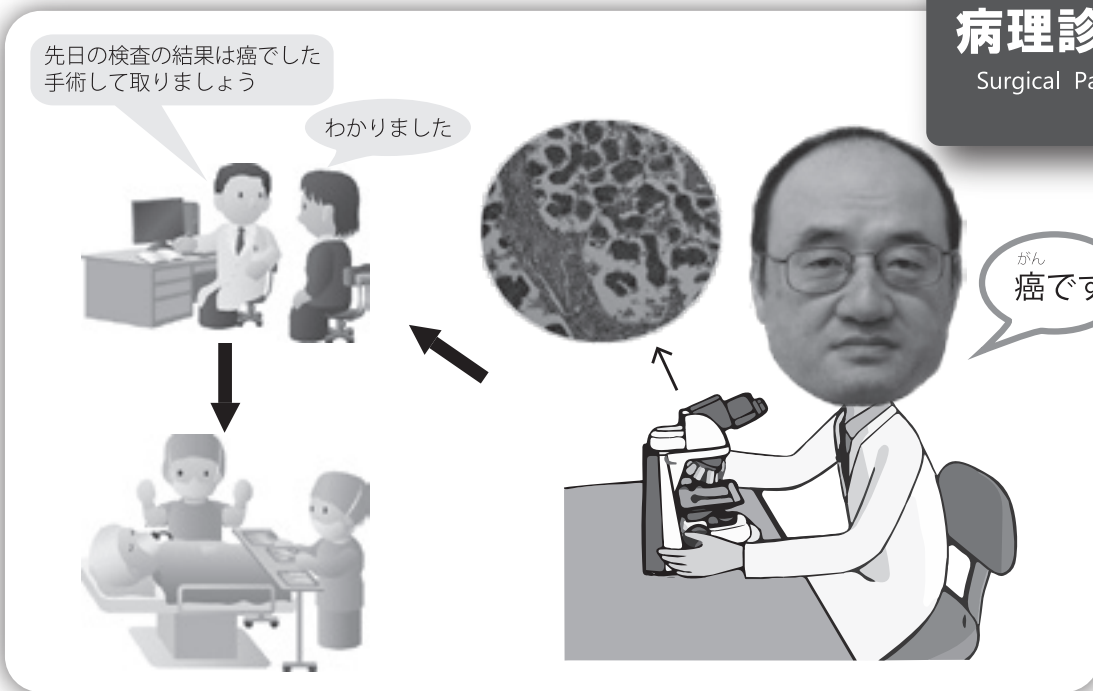 病理診
Surgical Pa
先日の検査の結果は癌でした
手術して取りましょう
わかりました
がん
癌です